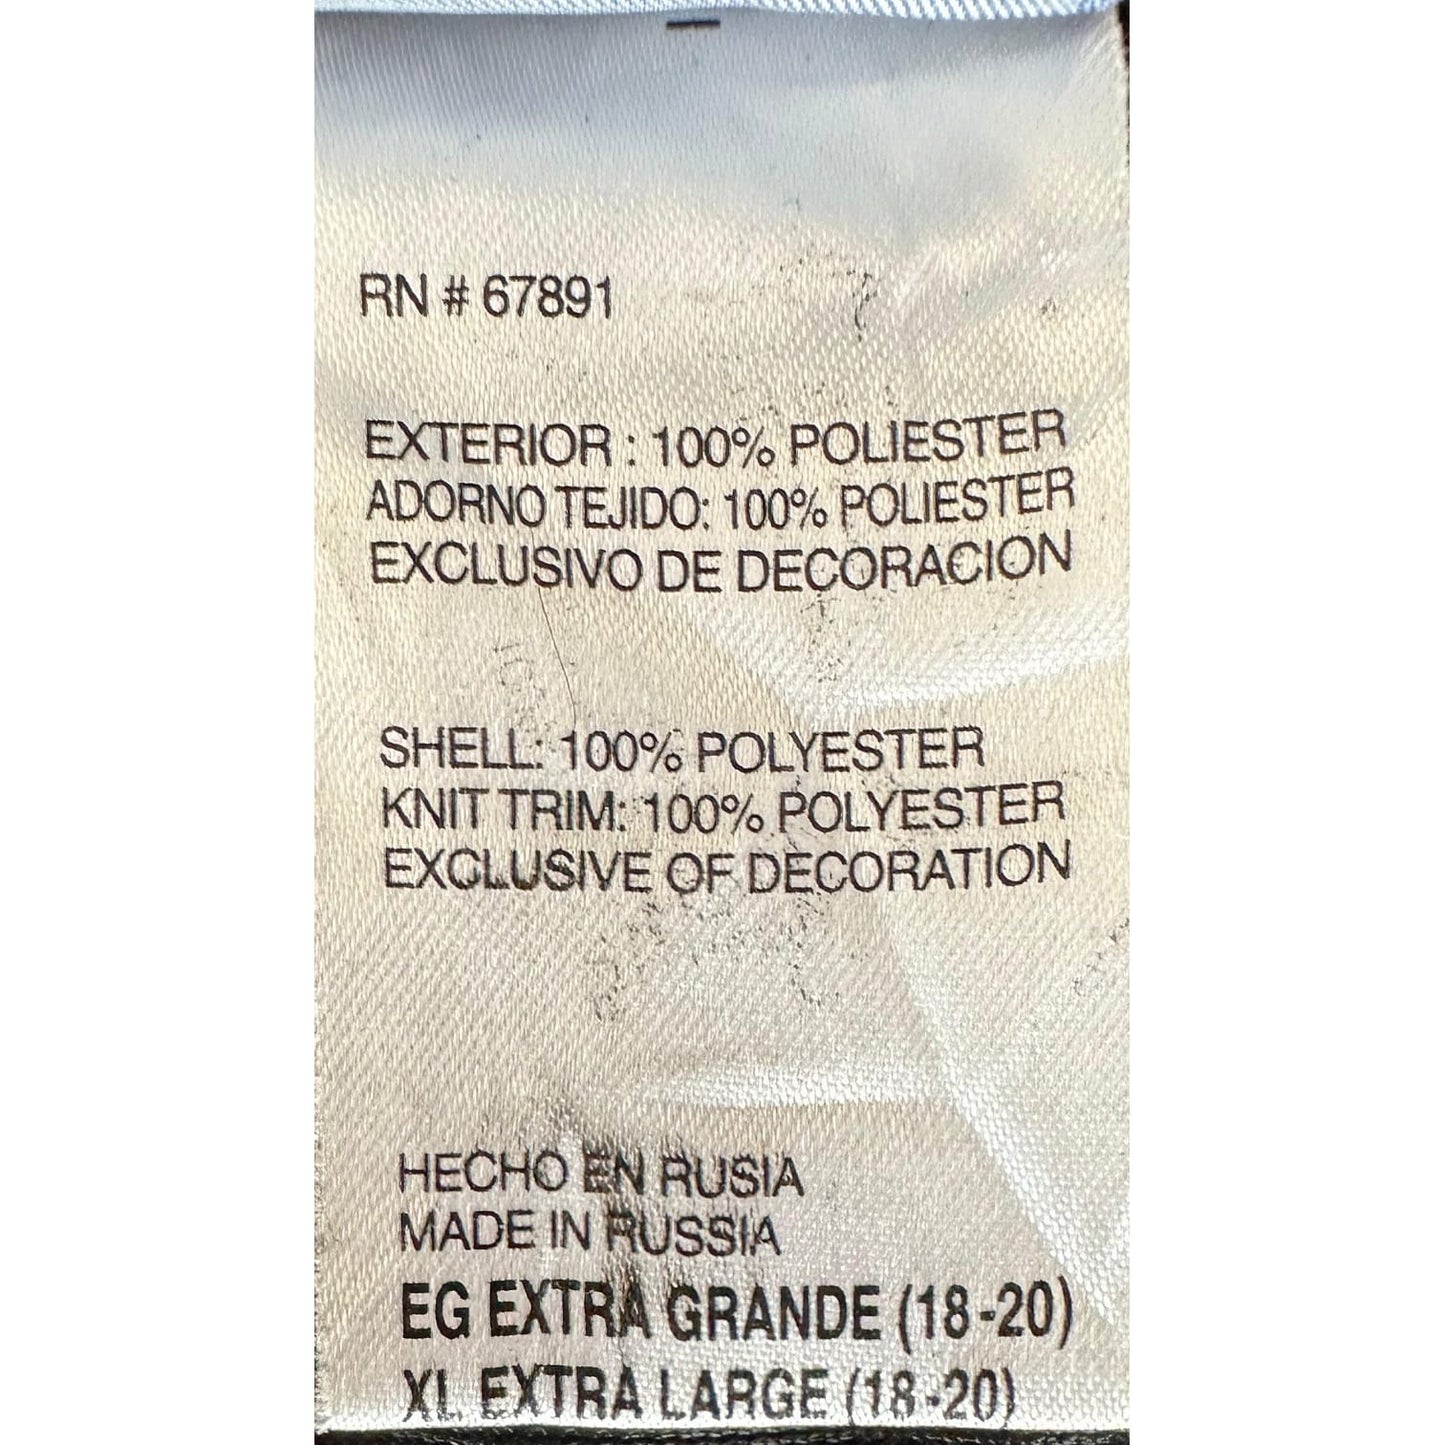 RN # 67891
EXTERIOR : 100% POLIESTER
ADORNO TEJIDO: 100% POLIESTER
EXCLUSIVO DE DECORACION
SHELL: 100% POLYESTER
KNIT TRIM: 100% POLYESTER
EXCLUSIVE OF DECORATION
HECHO EN RUSIA
MADE IN RUSSIA
EG EXTRA GRANDE (18-20)
XL EXTRA LARGE (18-20)